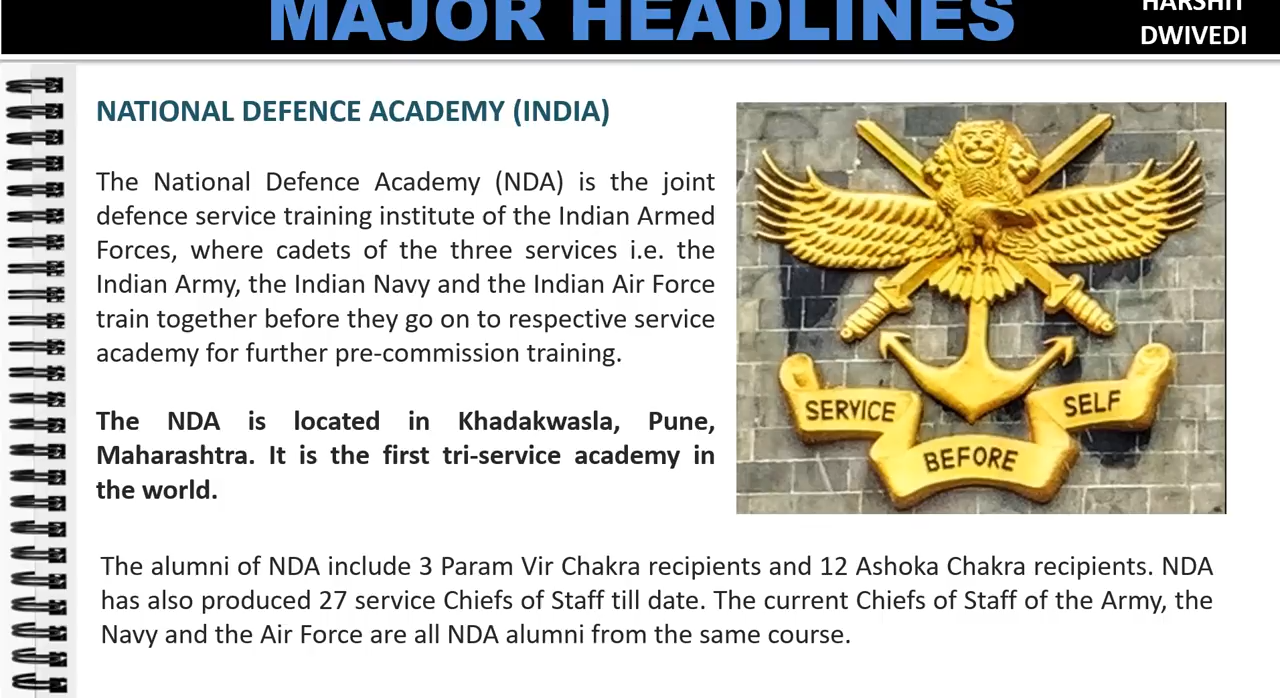 MAJOR HEADLINES
HARSHIT
DWIVEDI
NATIONAL DEFENCE ACADEMY (INDIA)
The National Defence Academy (NDA) is the joint
defence service training institute of the Indian Armed
Forces, where cadets of the three services i.e. the
Indian Army, the Indian Navy and the Indian Air Force
train together before they go on to respective service
academy for further pre-commission training.
The NDA is located in Khadakwasla, Pune,
Maharashtra. It is the first tri-service academy in
the world.
SERVICE
BEFORE
SELF
The alumni of NDA include 3 Param Vir Chakra recipients and 12 Ashoka Chakra recipients. NDA
has also produced 27 service Chiefs of Staff till date. The current Chiefs of Staff of the Army, the
Navy and the Air Force are all NDA alumni from the same course.